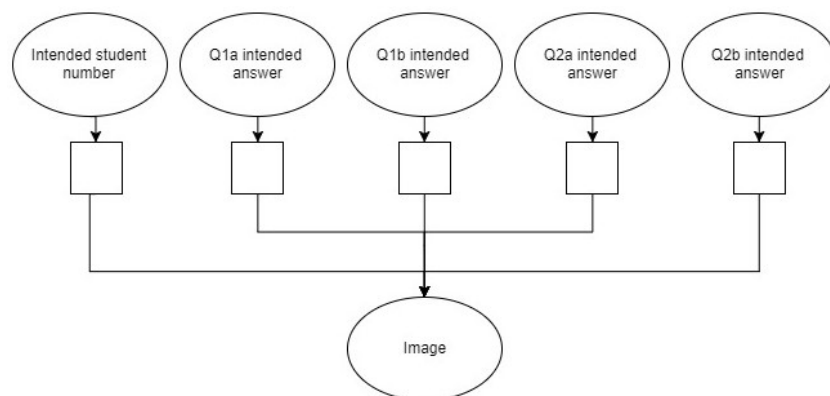 Intended student
number
Q1a intended
answer
Q1b intended
answer
Q2a intended
answer
Q2b intended
answer
Image